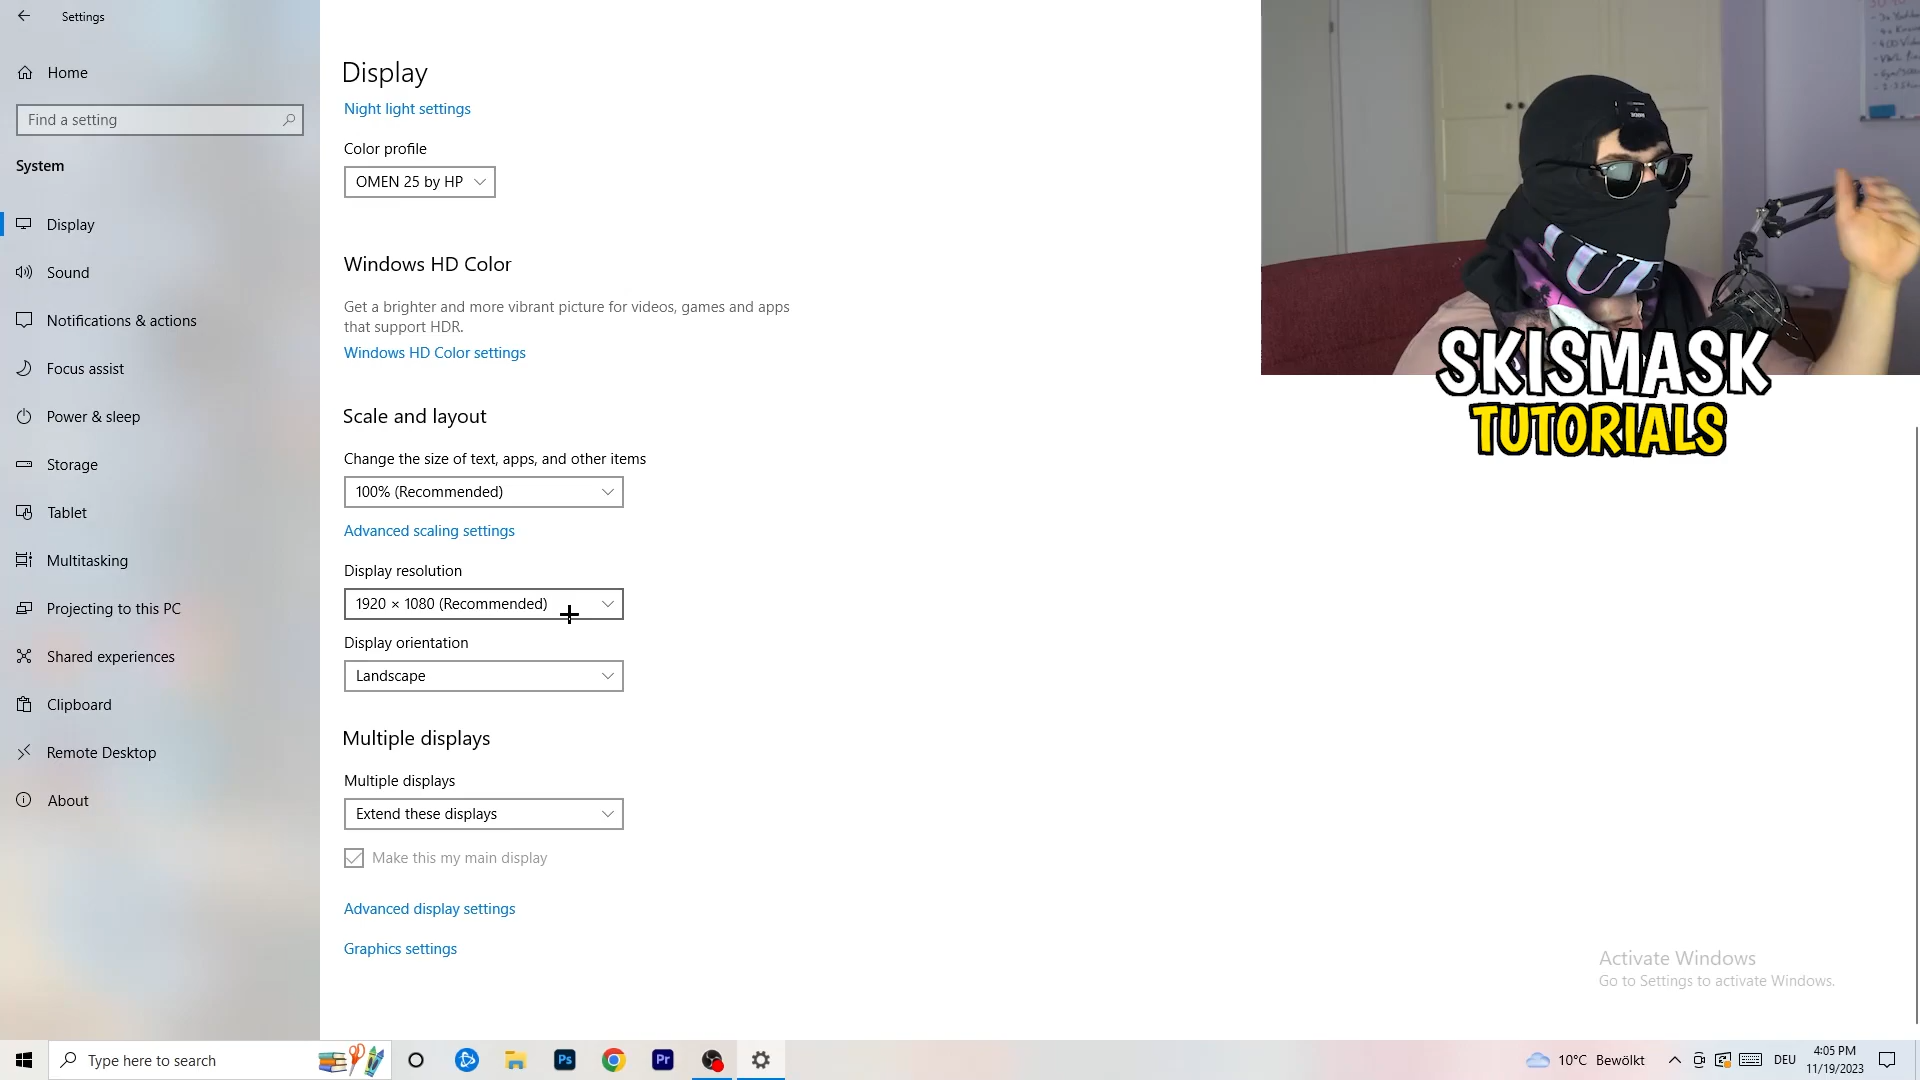 Settings
Home
Find a setting
System
Display
Sound
Notifications & actions
Focus assist
Power & sleep
Storage
Tablet
Multitasking
Projecting to this PC
Shared experiences
Clipboard
Remote Desktop
About
Display
Night light settings
Color profile
OMEN 25 by HP
Windows HD Color
Get a brighter and more vibrant picture for videos, games and apps
that support HDR.
Windows HD Color settings
Scale and layout
Change the size of text, apps, and other items
100% (Recommended)
Advanced scaling settings
Display resolution
1920 × 1080 (Recommended)
Display orientation
Landscape
Multiple displays
Multiple displays
Extend these displays
Make this my main display
Advanced display settings
Graphics settings
SKISMASK
TUTORIALS
Activate Windows
Go to Settings to activate Windows.
Type here to search
Ps
Pr
10°C Bewölkt
DEU
4:05 PM
11/19/2023